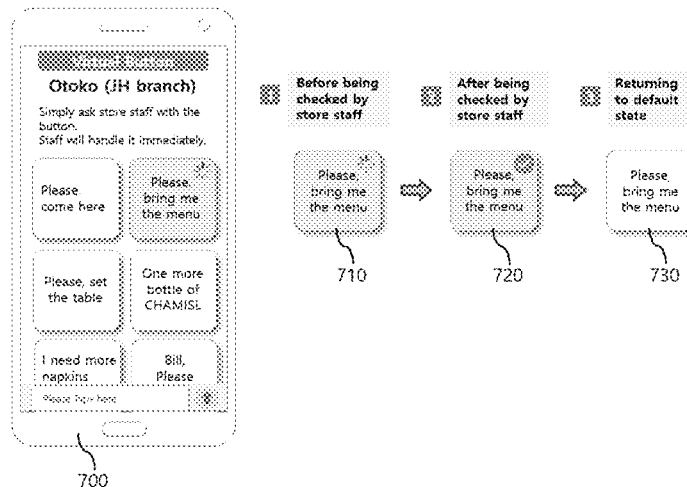 Otoko (JH branch)
Simply ask store staff with the
button.
Staff will handle it immediately.
Please
come here
Please,
bring me
the menu
Please, set
the table
One more
bottle of
CHAMISL
I need more
napkins
Bill,
Please
Please type here
700
Before being
checked by
store staff
Please,
bring me
the menu
710
After being
checked by
store staff
Please,
bring me
the menu
720
Returning
to default
state
Please,
bring me
the menu
730